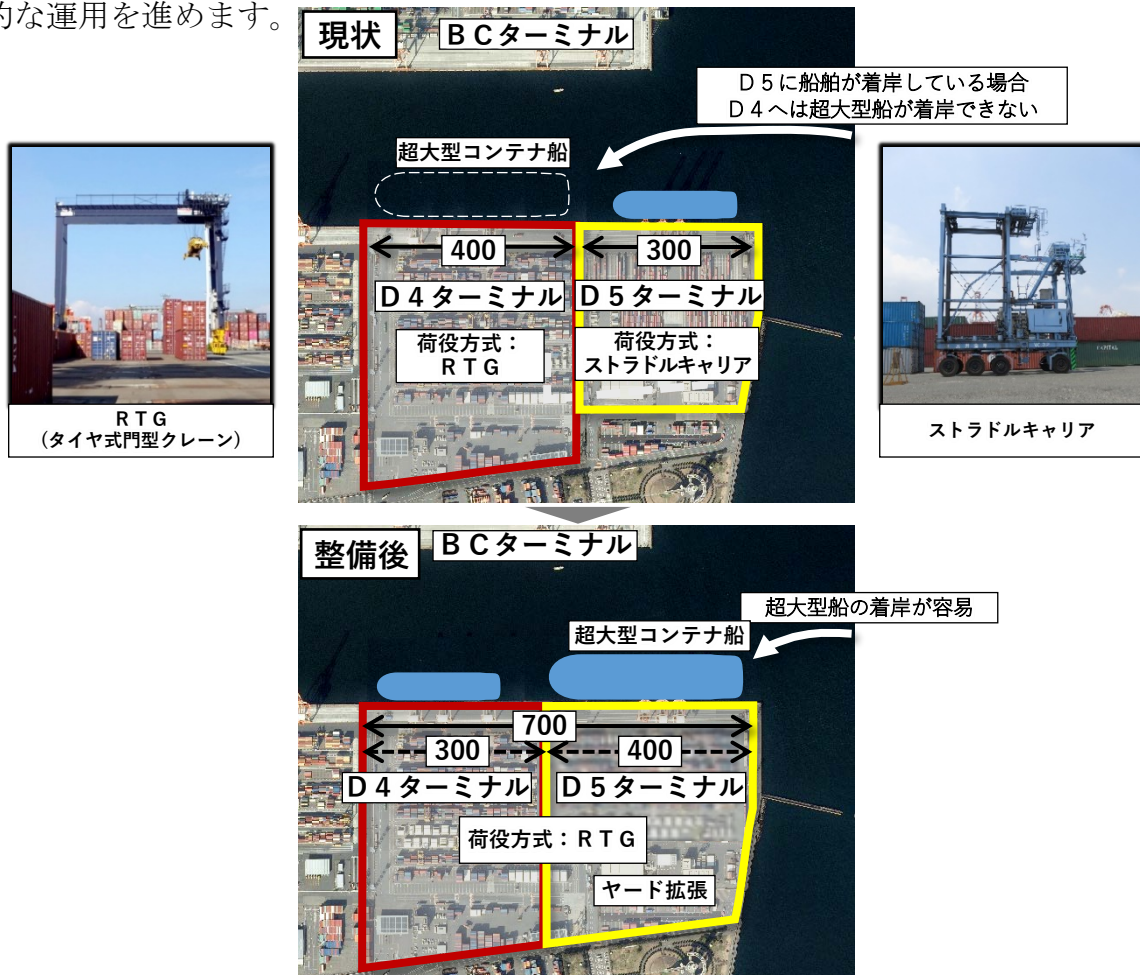 的な運用を進めます。
現状
ＢＣターミナル
Ｄ５に船舶が着岸している場合
Ｄ４へは超大型船が着岸できない
超大型コンテナ船
400
300
Ｄ４ターミナル
Ｄ５ターミナル
荷役方式：
ＲＴＧ
荷役方式：
ストラドルキャリア
ＲＴＧ
（タイヤ式門型クレーン）
ストラドルキャリア
整備後
ＢＣターミナル
超大型船の着岸が容易
超大型コンテナ船
700
300
400
Ｄ４ターミナル
Ｄ５ターミナル
荷役方式：ＲＴＧ
ヤード拡張